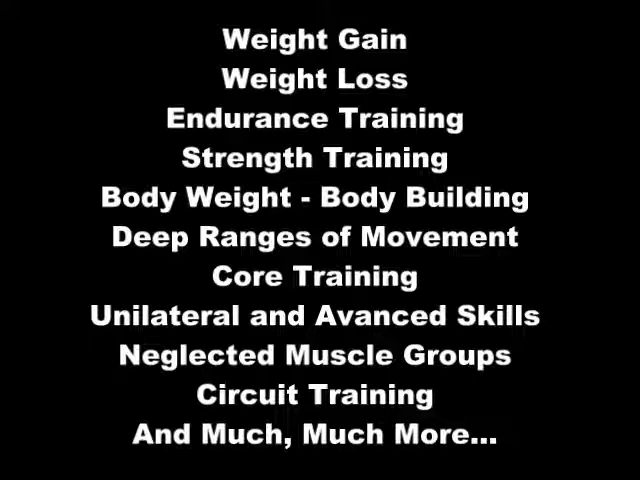 Weight Gain
Weight Loss
Endurance Training
Strength Training
Body Weight - Body Building
Deep Ranges of Movement
Core Training
Unilateral and Avanced Skills
Neglected Muscle Groups
Circuit Training
And Much, Much More...